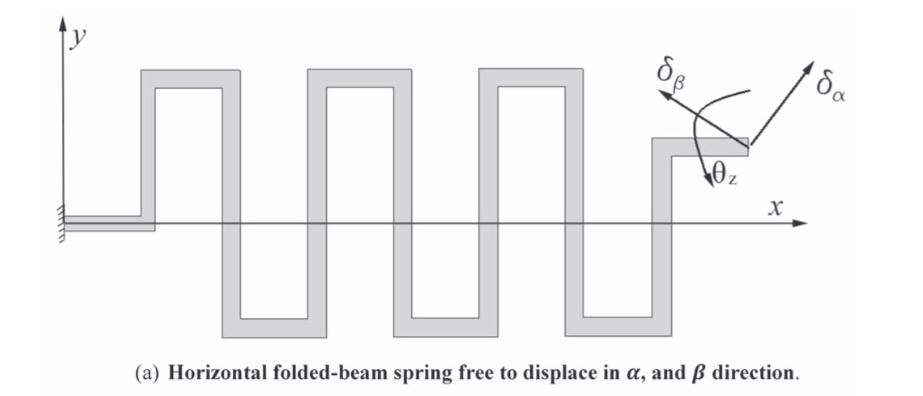 y
δβ
δα
θz
x
(a) Horizontal folded-beam spring free to displace in α, and β direction.